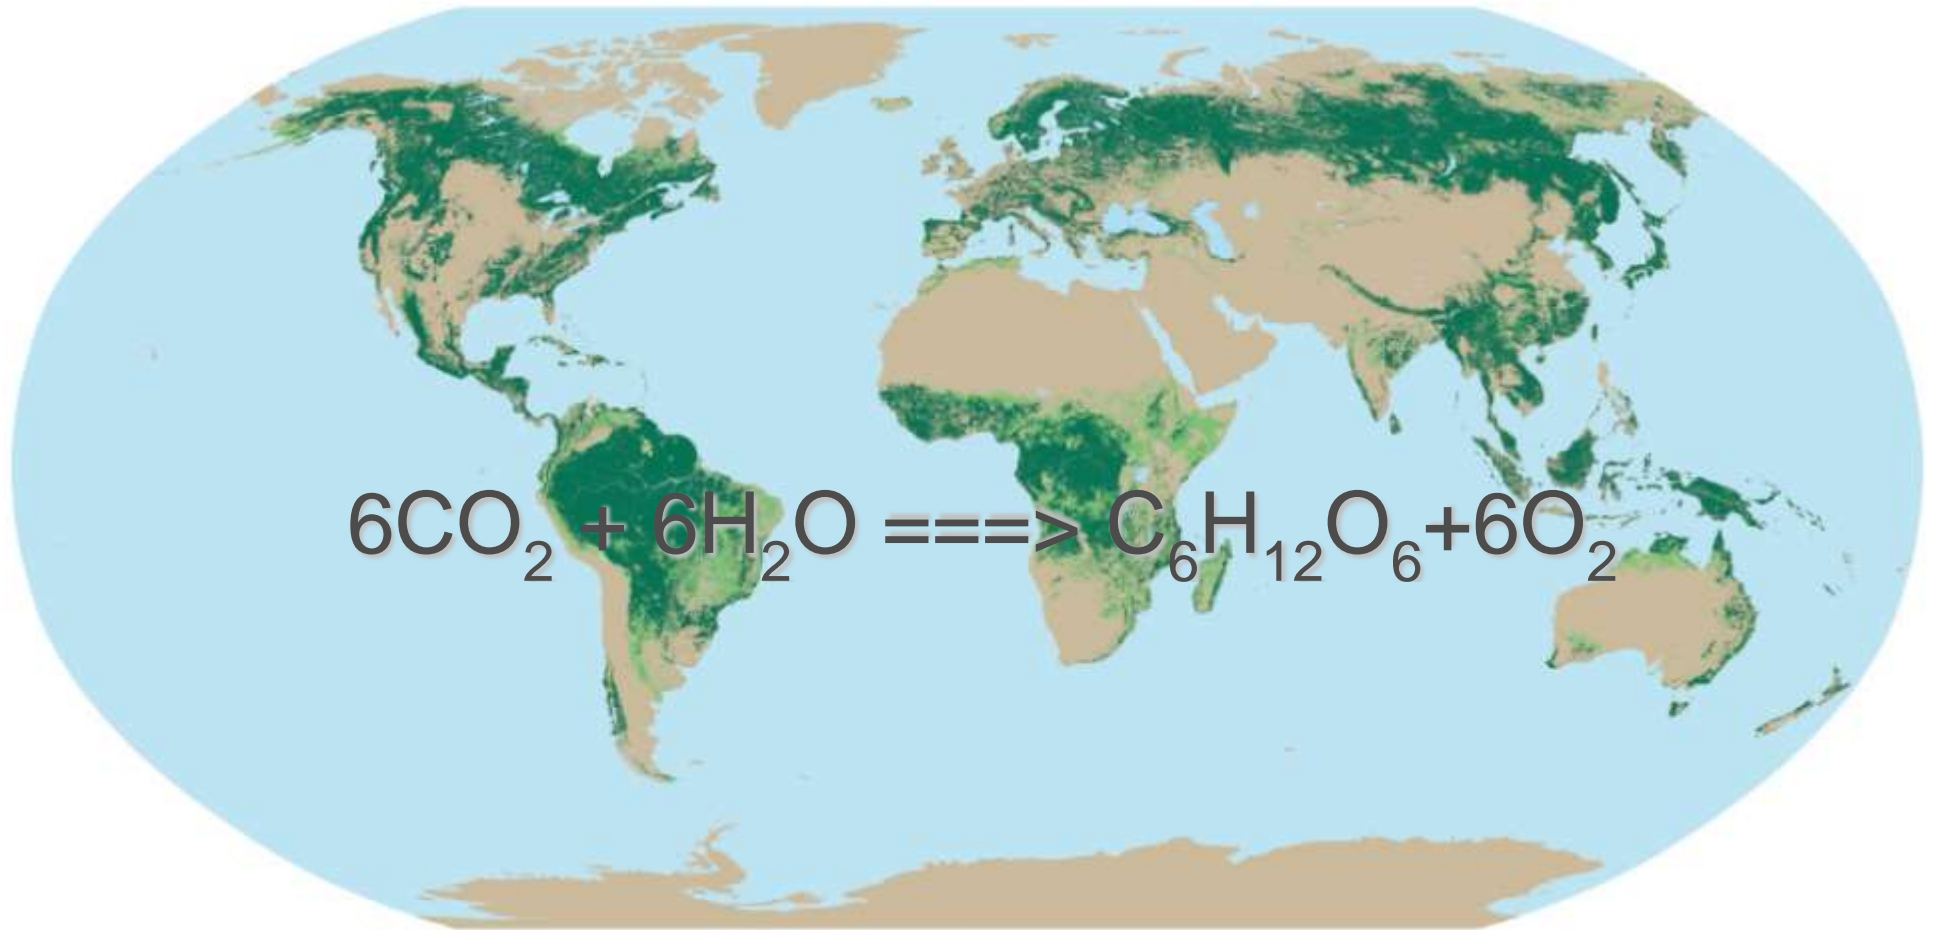 6CO₂ + 6H₂O ===> C₆H₁₂O₆+6O₂